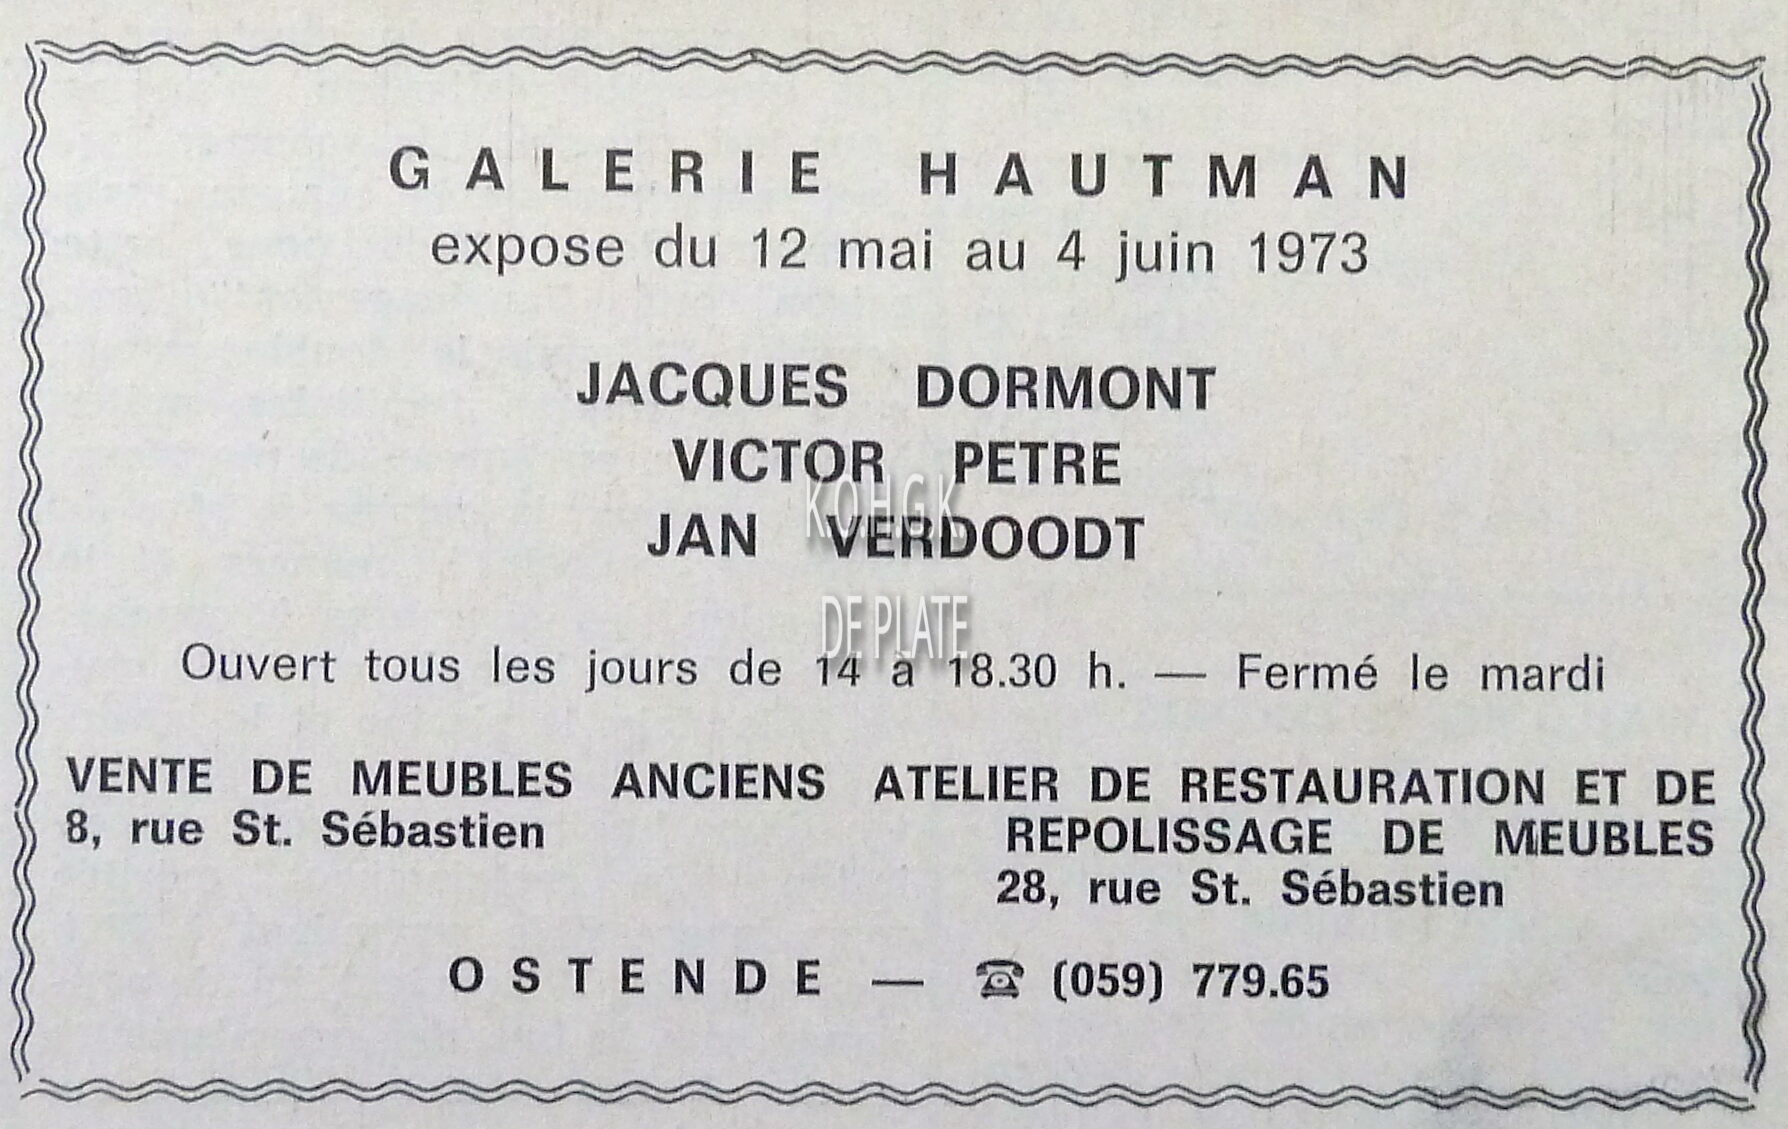 GALERIE HAUTMAN
expose du 12 mai au 4 juin 1973
JACQUES DORMONT
VICTOR PETRE
JAN VERDOODT
K.O.H.G.K.
DE PLATE
Ouvert tous les jours de 14 à 18.30 h. — Fermé le mardi
VENTE DE MEUBLES ANCIENS
8, rue St. Sébastien
ATELIER DE RESTAURATION ET DE
REPOLISSAGE DE MEUBLES
28, rue St. Sébastien
OSTENDE — ☎ (059) 779.65